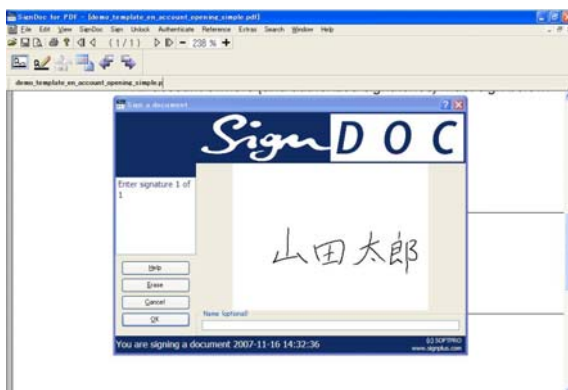 SignDoc for PDF - [demo_template_en_account_opening_simple.pdf]
File Edit View SignDoc Sign Unlock Authenticate Reference Extras Search Window Help
(1/1) 238 %
demo_template_en_account_opening_simple.p
Sign a document
Sign DOC
Enter signature 1 of
1
山田太郎
Help
Erase
Cancel
OK
Name (optional)
You are signing a document 2007-11-16 14:32:36
(c) SOFTPRO
www.signplus.com